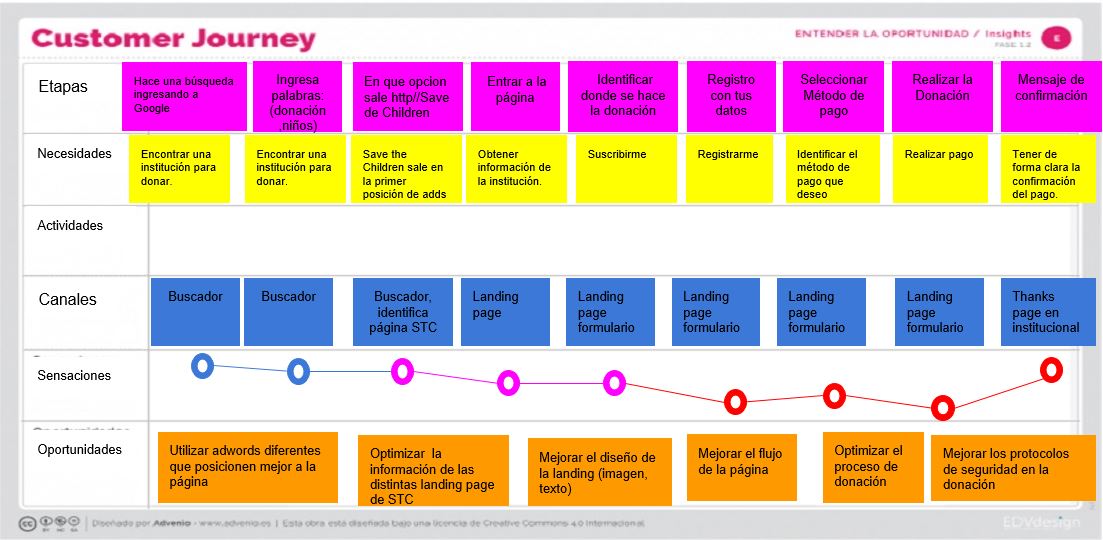 Customer Journey
ENTENDER LA OPORTUNIDAD / Insights
FASE 1.2
E
Etapas
Hace una búsqueda
ingresando a
Google
Ingresa
palabras:
(donación
,niños)
En que opcion
sale http//Save
de Children
Entrar a la
página
Identificar
donde se hace
la donación
Registro
con tus
datos
Seleccionar
Método de
pago
Realizar la
Donación
Mensaje de
confirmación
Necesidades
Encontrar una
institución para
donar.
Encontrar una
institución para
donar.
Save the
Children sale en
la primer
posición de adds
Obtener
información de
la institución.
Suscribirme
Registrarme
Identificar el
método de
pago que
deseo
Realizar pago
Tener de
forma clara la
confirmación
del pago.
Actividades
Canales
Buscador
Buscador
Buscador,
identifica
página STC
Landing
page
Landing
page
formulario
Landing
page
formulario
Landing
page
formulario
Landing
page
formulario
Thanks
page en
institucional
Sensaciones
Oportunidades
Utilizar adwords diferentes
que posicionen mejor a la
página
Optimizar la
información de las
distintas landing page
de STC
Mejorar el diseño de
la landing (imagen,
texto)
Mejorar el flujo
de la página
Optimizar el
proceso de
donación
Mejorar los protocolos
de seguridad en la
donación
cc BY NC SA | Diseñado por Advenio - www.advenio.es | Esta obra está diseñada bajo una licencia de Creative Commons 4.0 Internacional
EDVdesign